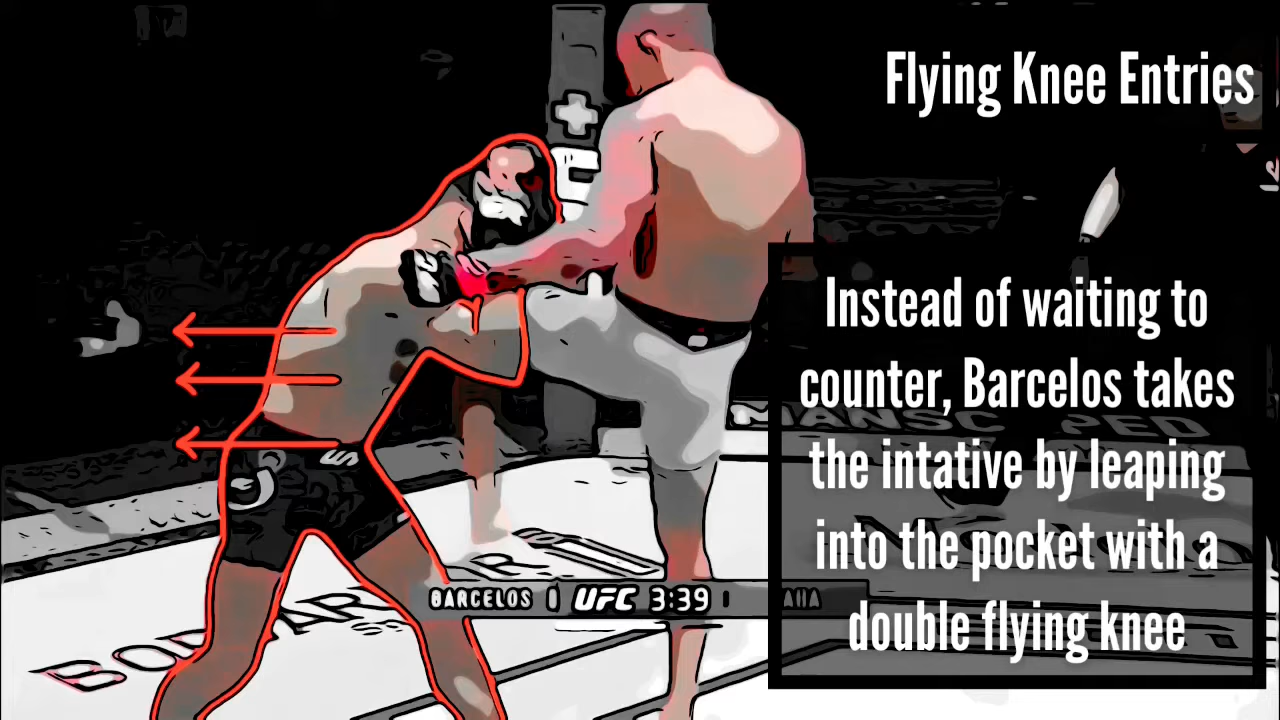 Flying Knee Entries
Instead of waiting to
counter, Barcelos takes
the intative by leaping
into the pocket with a
double flying knee
BARCELOS UFC 3:39